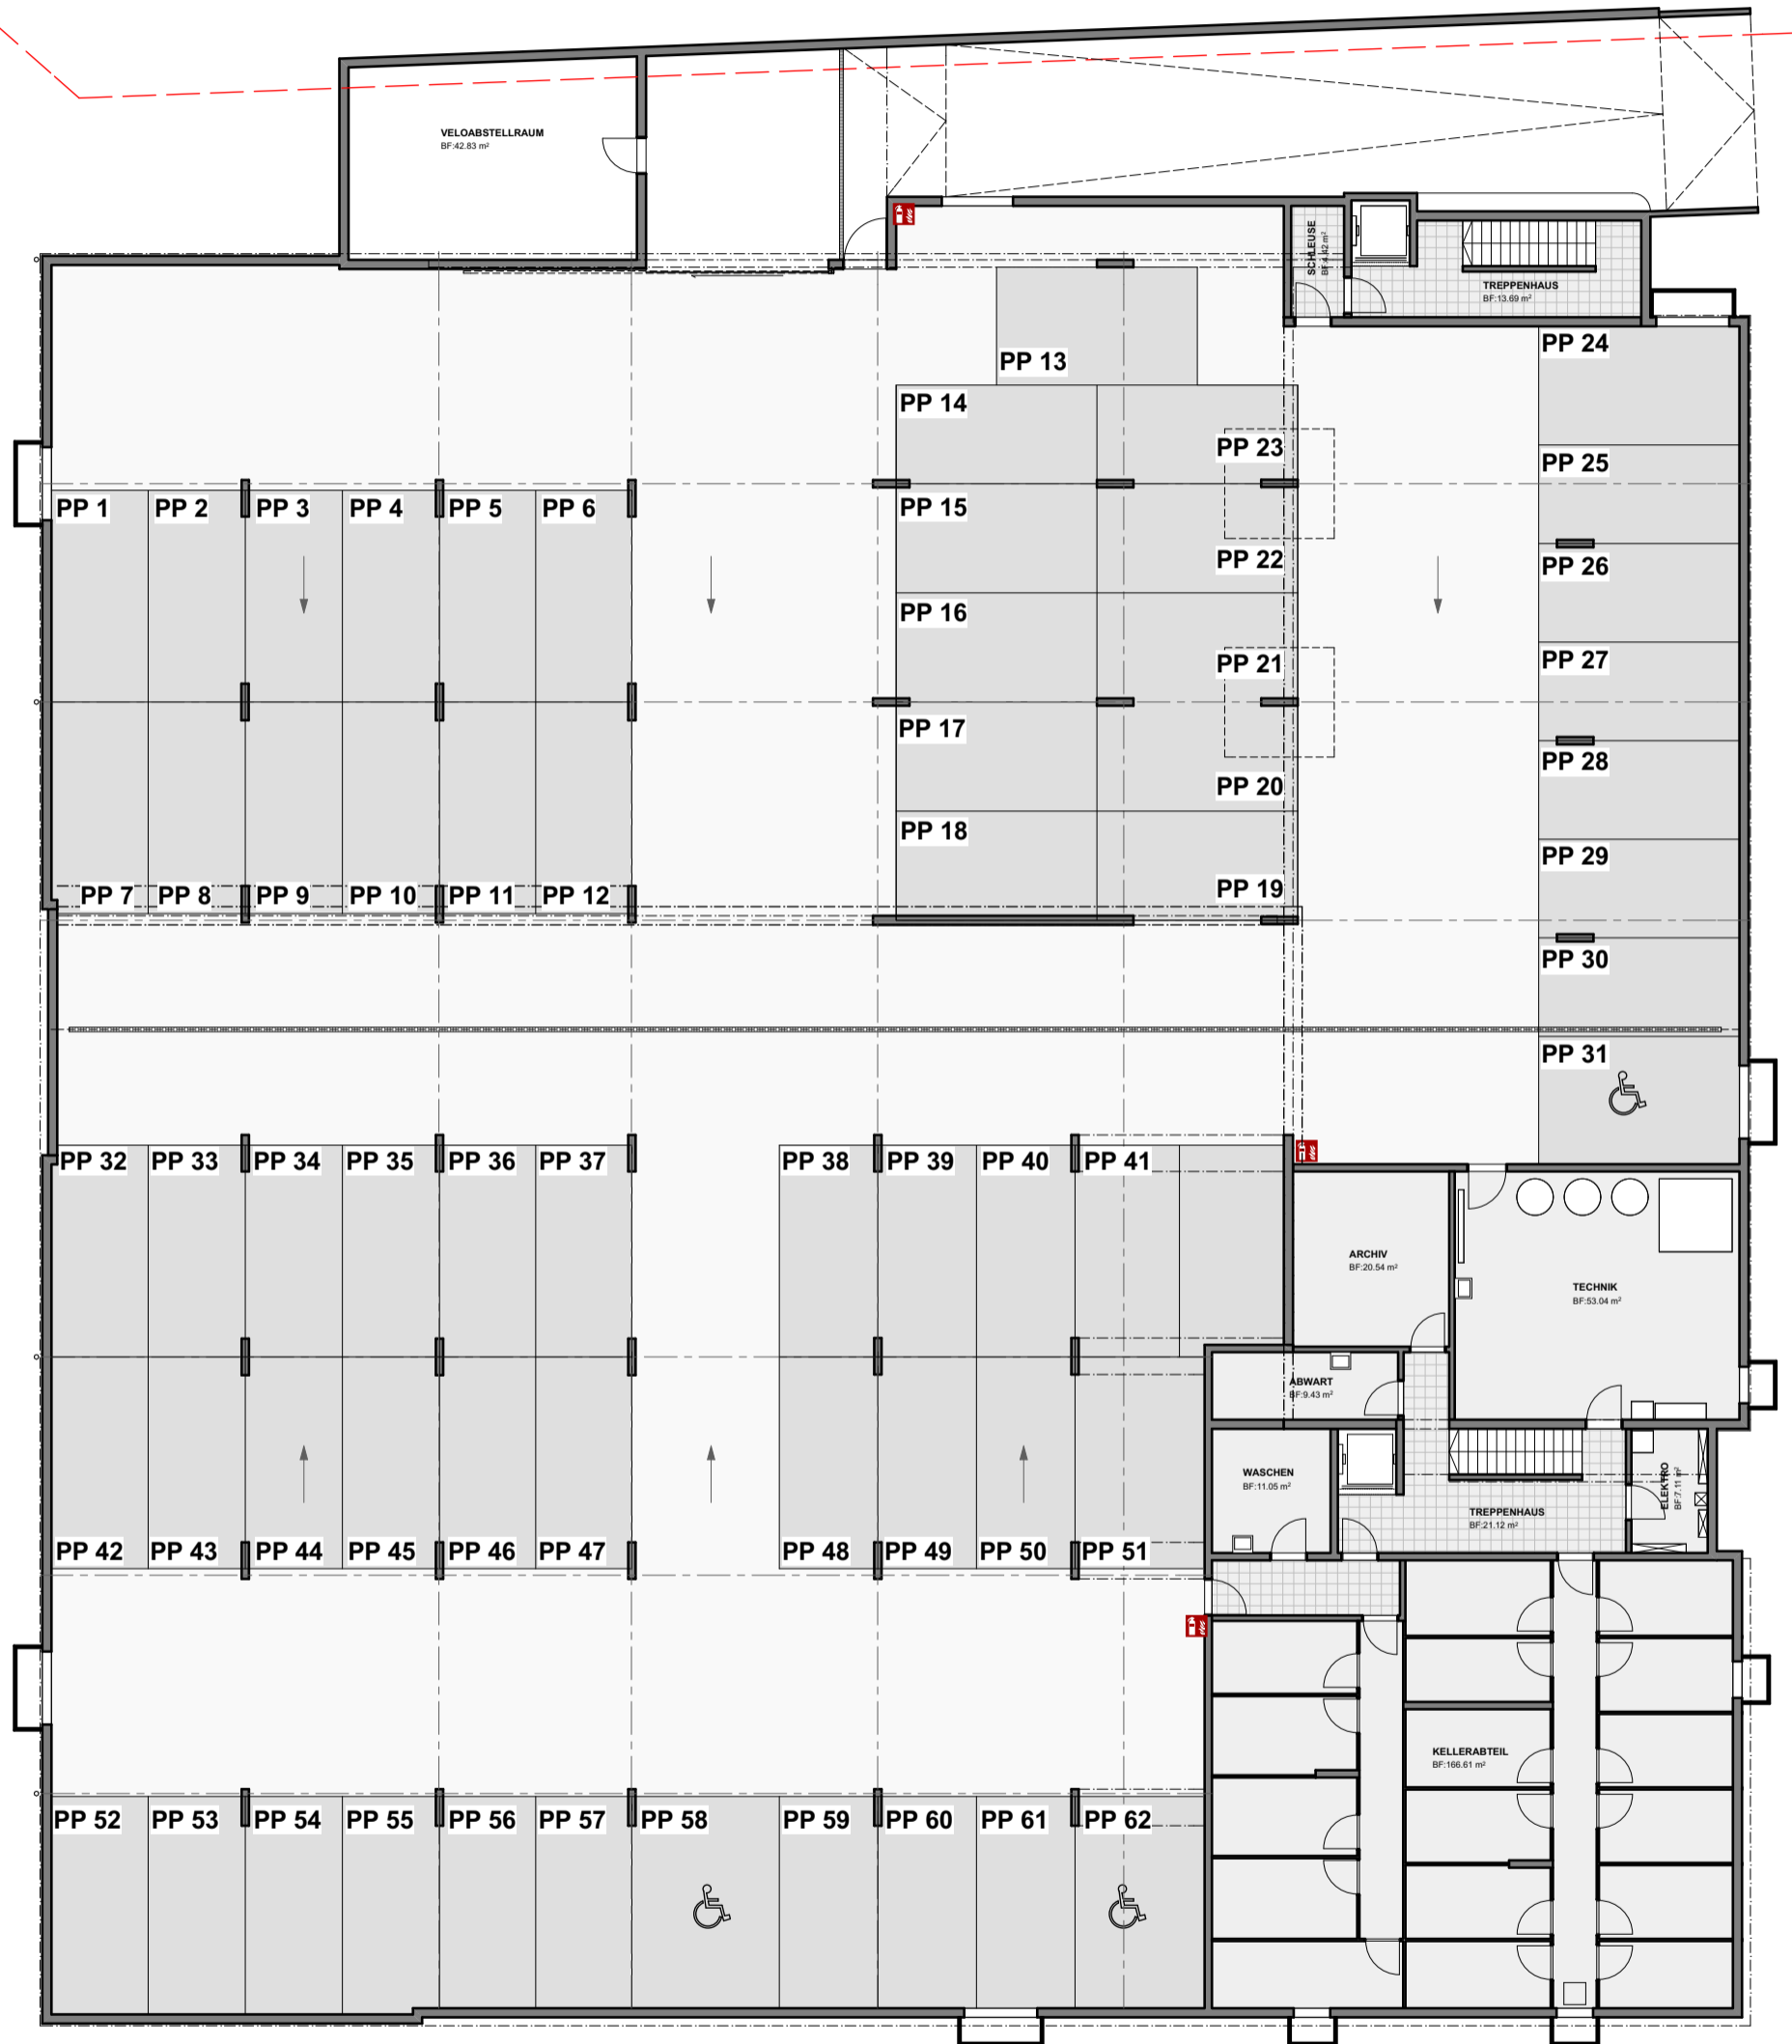 VELOABSTELLRAUM
BF:42.83 m²
SCHLEUSE
BF:4.42 m²
TREPPENHAUS
BF:13.69 m²
PP 13
PP 24
PP 14
PP 23
PP 25
PP 1
PP 2
PP 3
PP 4
PP 5
PP 6
PP 15
PP 22
PP 26
PP 16
PP 21
PP 27
PP 17
PP 20
PP 28
PP 18
PP 29
PP 7
PP 8
PP 9
PP 10
PP 11
PP 12
PP 19
PP 30
PP 31
PP 32
PP 33
PP 34
PP 35
PP 36
PP 37
PP 38
PP 39
PP 40
PP 41
ARCHIV
BF:20.54 m²
TECHNIK
BF:53.04 m²
ABWART
BF:9.43 m²
WASCHEN
BF:11.05 m²
TREPPENHAUS
BF:21.12 m²
ELEKTRO
BF:7.11 m²
PP 42
PP 43
PP 44
PP 45
PP 46
PP 47
PP 48
PP 49
PP 50
PP 51
KELLERABTEIL
BF:166.61 m²
PP 52
PP 53
PP 54
PP 55
PP 56
PP 57
PP 58
PP 59
PP 60
PP 61
PP 62